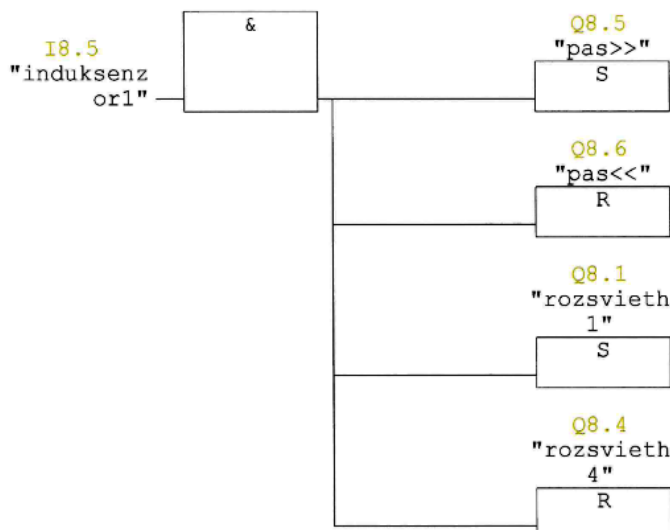 &
I8.5
"induksenz
or1"
Q8.5
"pas>>"
S
Q8.6
"pas<<"
R
Q8.1
"rozsvieth
1"
S
Q8.4
"rozsvieth
4"
R